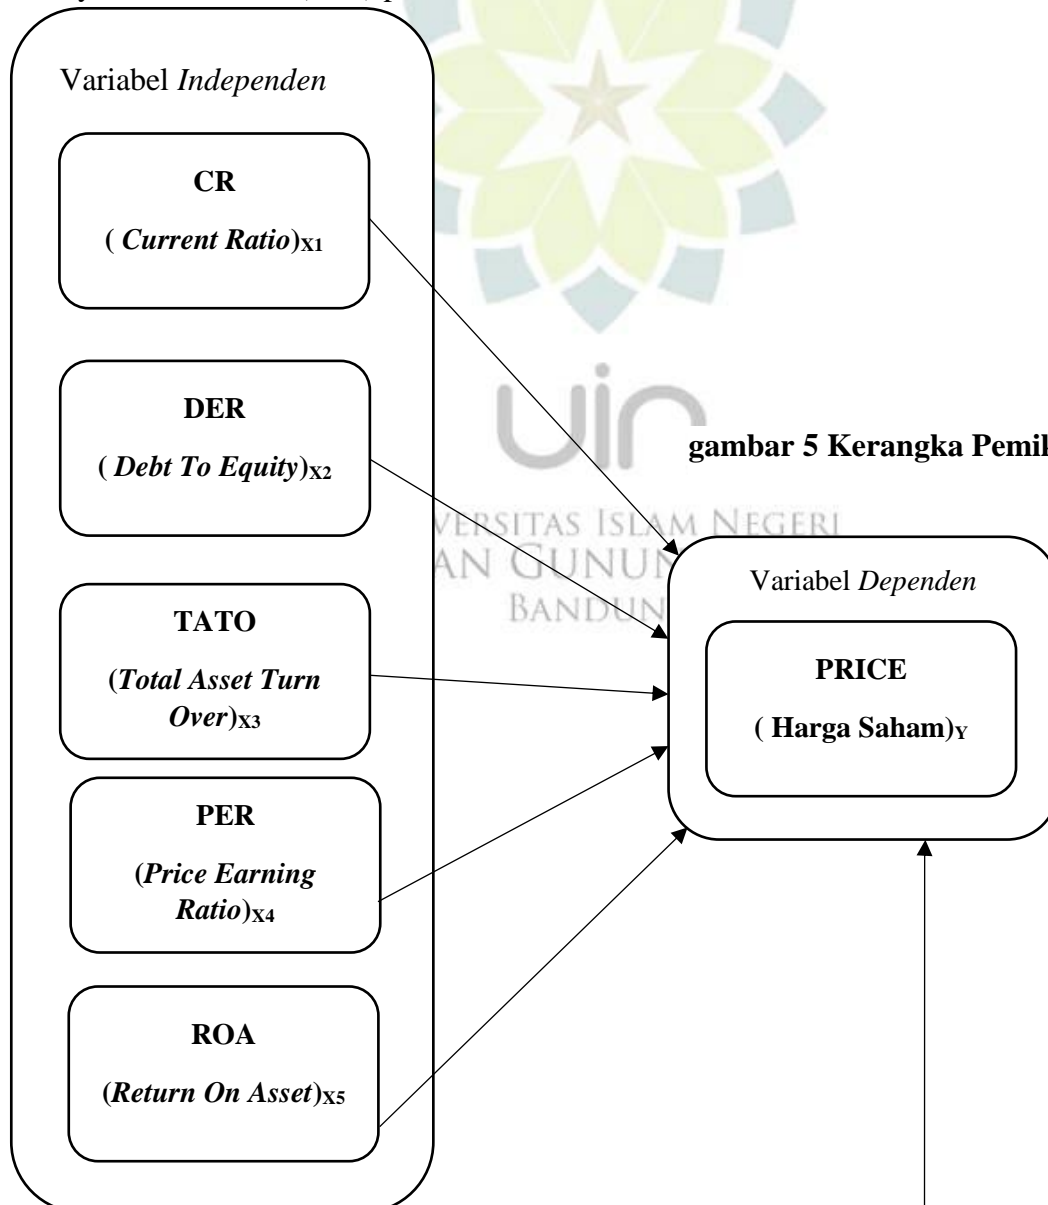 Variabel Independen
CR
( Current Ratio)X1
DER
( Debt To Equity)X2
TATO
(Total Asset Turn
Over)X3
PER
(Price Earning
Ratio)X4
ROA
(Return On Asset)X5
uin
gambar 5 Kerangka
VERSITAS ISLAM NEGERI
AN GUNUN
BANDUN
Variabel Dependen
PRICE
( Harga Saham)Y